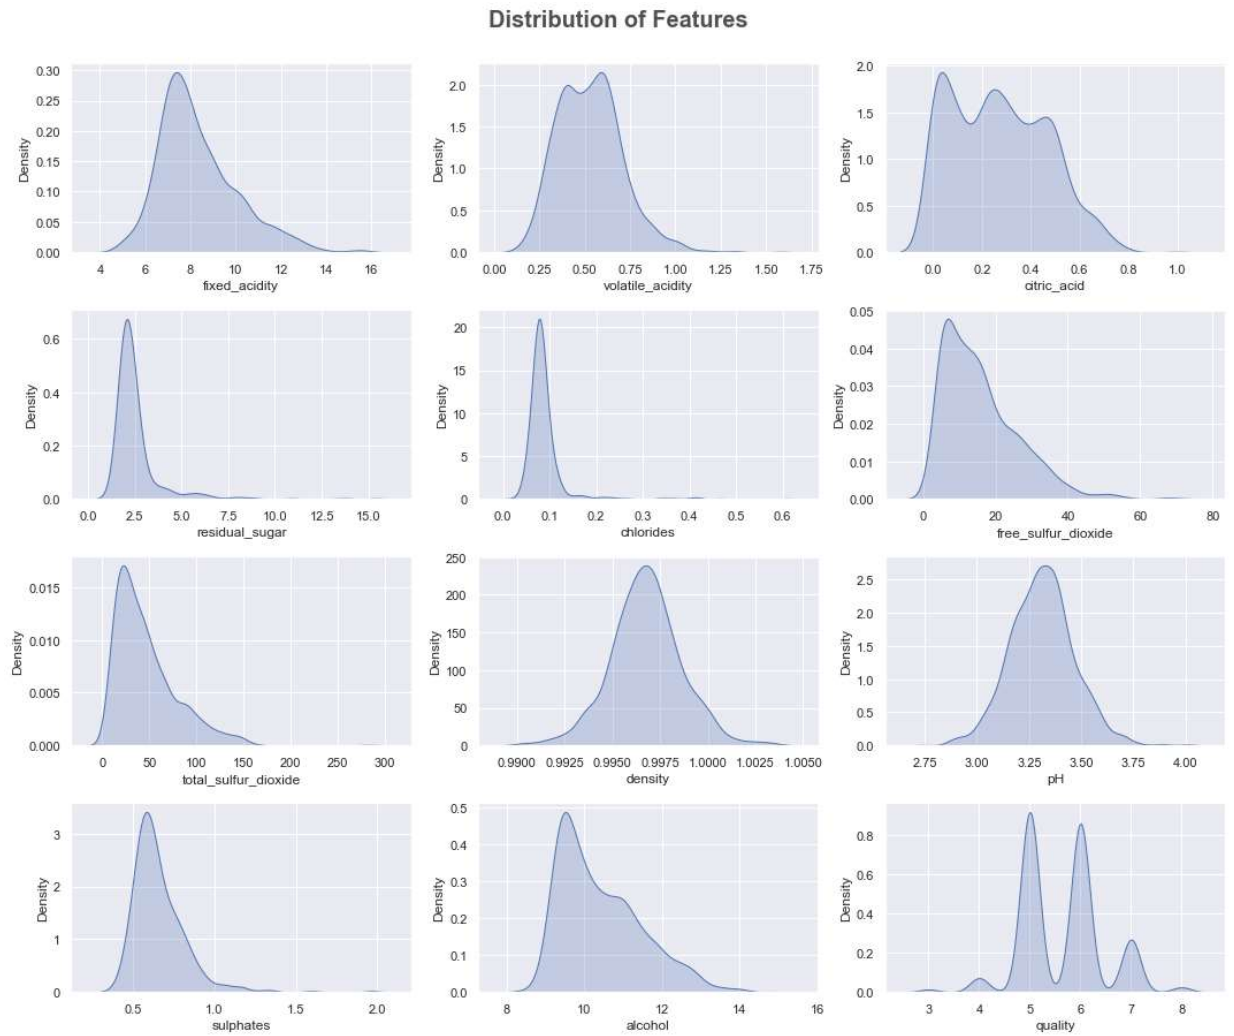 Distribution of Features
Density
0.30
0.25
0.20
0.15
0.10
0.05
0.00
4 6 8 10 12 14 16
fixed_acidity
Density
2.0
1.5
1.0
0.5
0.0
0.00 0.25 0.50 0.75 1.00 1.25 1.50 1.75
volatile_acidity
Density
2.0
1.5
1.0
0.5
0.0
0.0 0.2 0.4 0.6 0.8 1.0
citric_acid
Density
0.6
0.4
0.2
0.0
0.0 2.5 5.0 7.5 10.0 12.5 15.0
residual_sugar
Density
20
15
10
5
0
0.0 0.1 0.2 0.3 0.4 0.5 0.6
chlorides
Density
0.05
0.04
0.03
0.02
0.01
0.00
0 20 40 60 80
free_sulfur_dioxide
Density
0.015
0.010
0.005
0.000
0 50 100 150 200 250 300
total_sulfur_dioxide
Density
250
200
150
100
50
0
0.9900 0.9925 0.9950 0.9975 1.0000 1.0025 1.0050
density
Density
2.5
2.0
1.5
1.0
0.5
0.0
2.75 3.00 3.25 3.50 3.75 4.00
pH
Density
3
2
1
0
0.5 1.0 1.5 2.0
sulphates
Density
0.5
0.4
0.3
0.2
0.1
0.0
8 10 12 14 16
alcohol
Density
0.8
0.6
0.4
0.2
0.0
3 4 5 6 7 8
quality